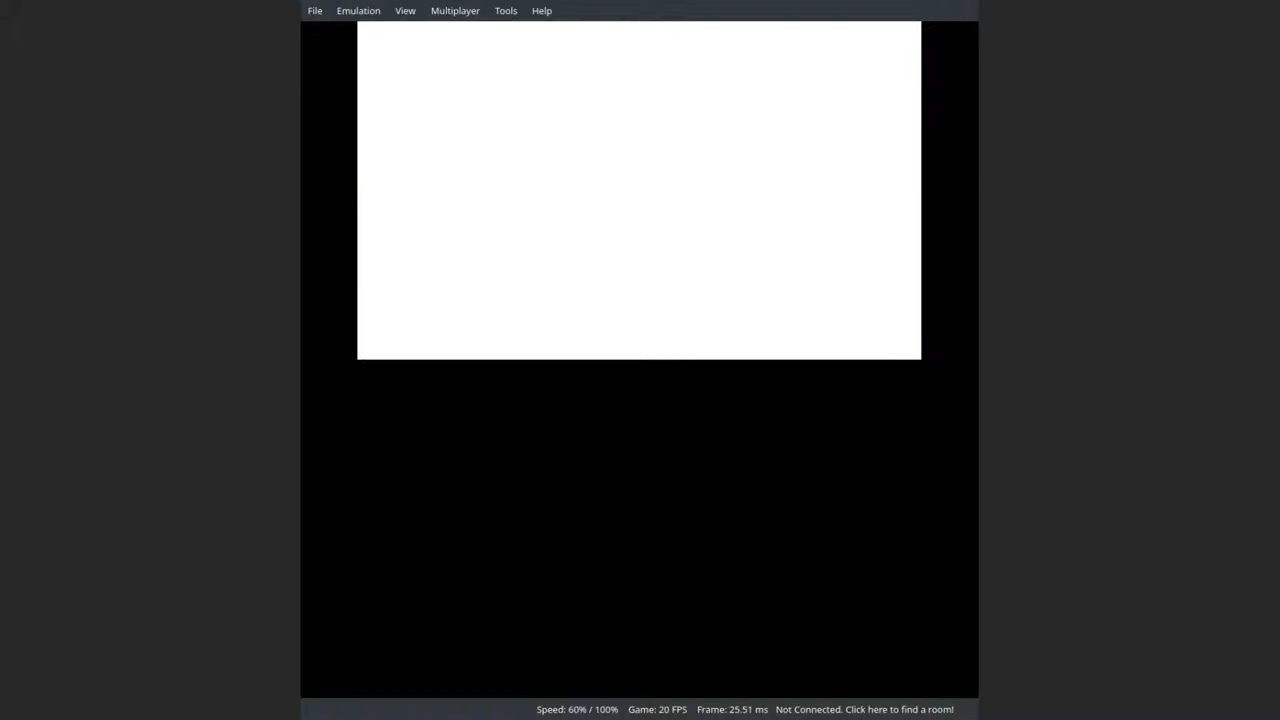 File Emulation View Multiplayer Tools Help
Speed: 60% / 100% Game: 20 FPS Frame: 25.51 ms Not Connected. Click here to find a room!